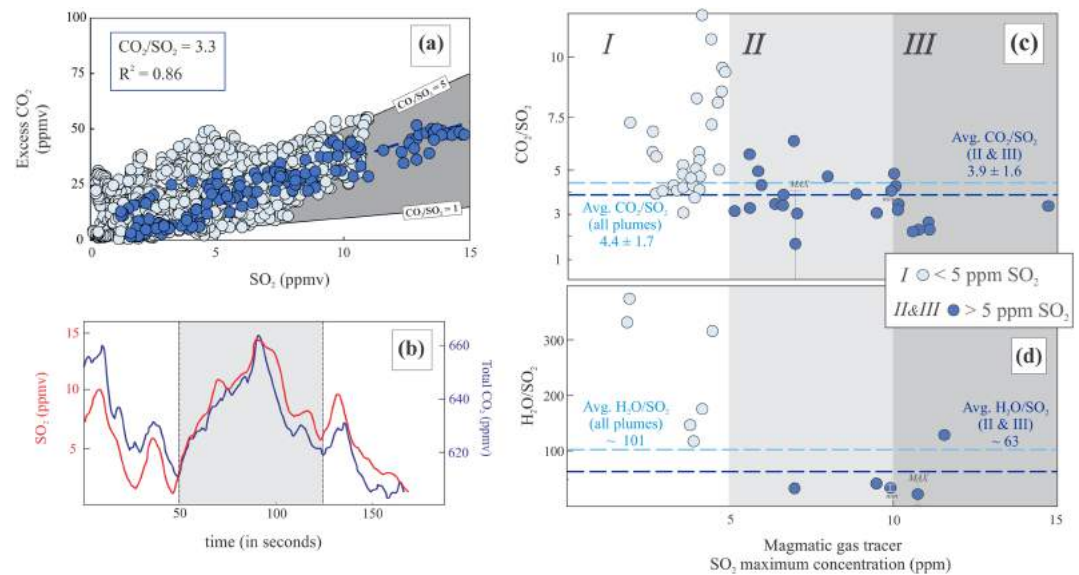 (a)
CO2/SO2 = 3.3
R2 = 0.86
CO2/SO2 = 5
CO2/SO2 = 1
100
75
50
25
0
Excess CO2
(ppmv)
0
5
10
15
SO2 (ppmv)
(b)
15
10
5
SO2 (ppmv)
660
640
620
610
Total CO2
(ppmv)
50
100
150
time (in seconds)
I
II
III
(c)
10
7.5
5
3
1
CO2/SO2
Avg. CO2/SO2
(II & III)
3.9 ± 1.6
Avg. CO2/SO2
(all plumes)
4.4 ± 1.7
MAX
I < 5 ppm SO2
II&III > 5 ppm SO2
(d)
300
200
100
H2O/SO2
Avg. H2O/SO2
(all plumes)
~ 101
Avg. H2O/SO2
(II & III)
~ 63
MAX
min
5
10
15
Magmatic gas tracer
SO2 maximum concentration (ppm)